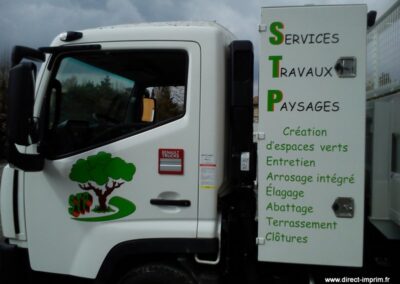 SERVICES
TRAVAUX
PAYSAGES
Création
d'espaces verts
Entretien
Arrosage intégré
Élagage
Abattage
Terrassement
Clôtures
RENAULT
TRUCKS
STP
www.direct-imprim.fr